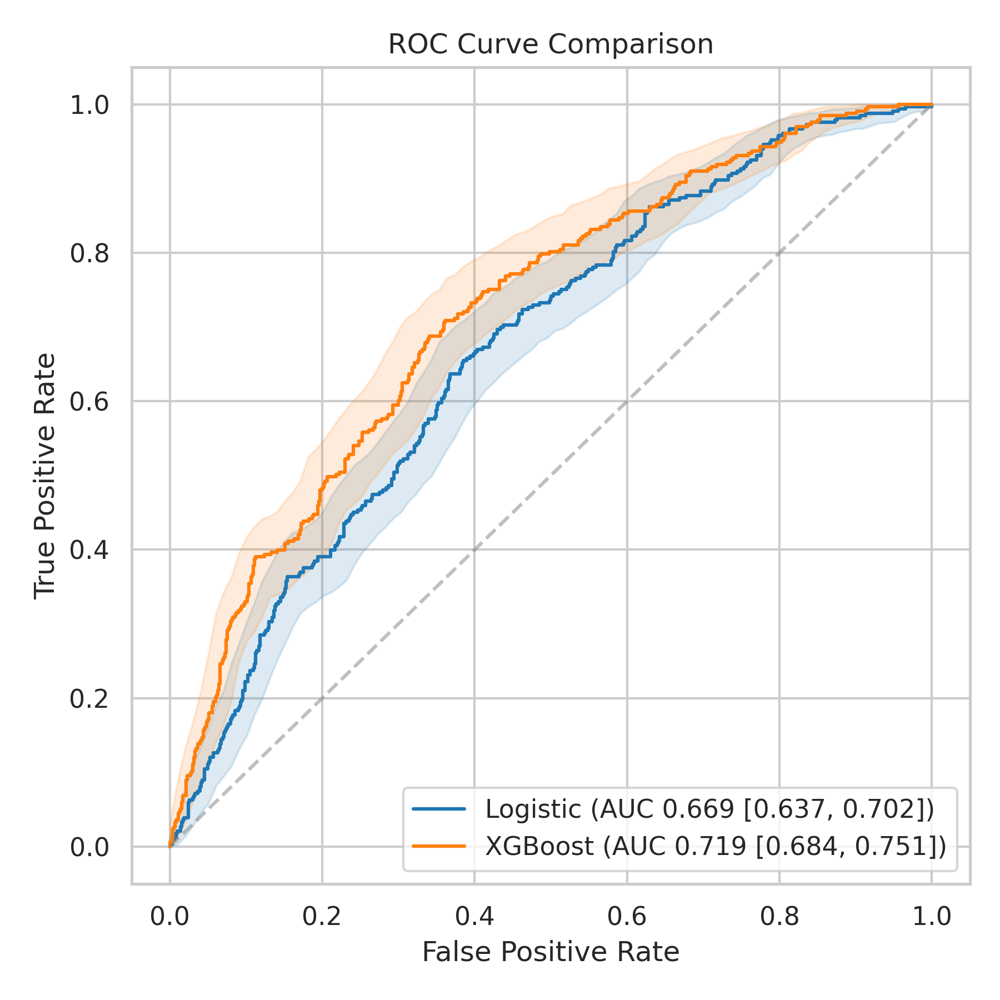 ROC Curve Comparison
True Positive Rate
1.0
0.8
0.6
0.4
0.2
0.0
Logistic (AUC 0.669 [0.637, 0.702])
XGBoost (AUC 0.719 [0.684, 0.751])
0.0 0.2 0.4 0.6 0.8 1.0
False Positive Rate